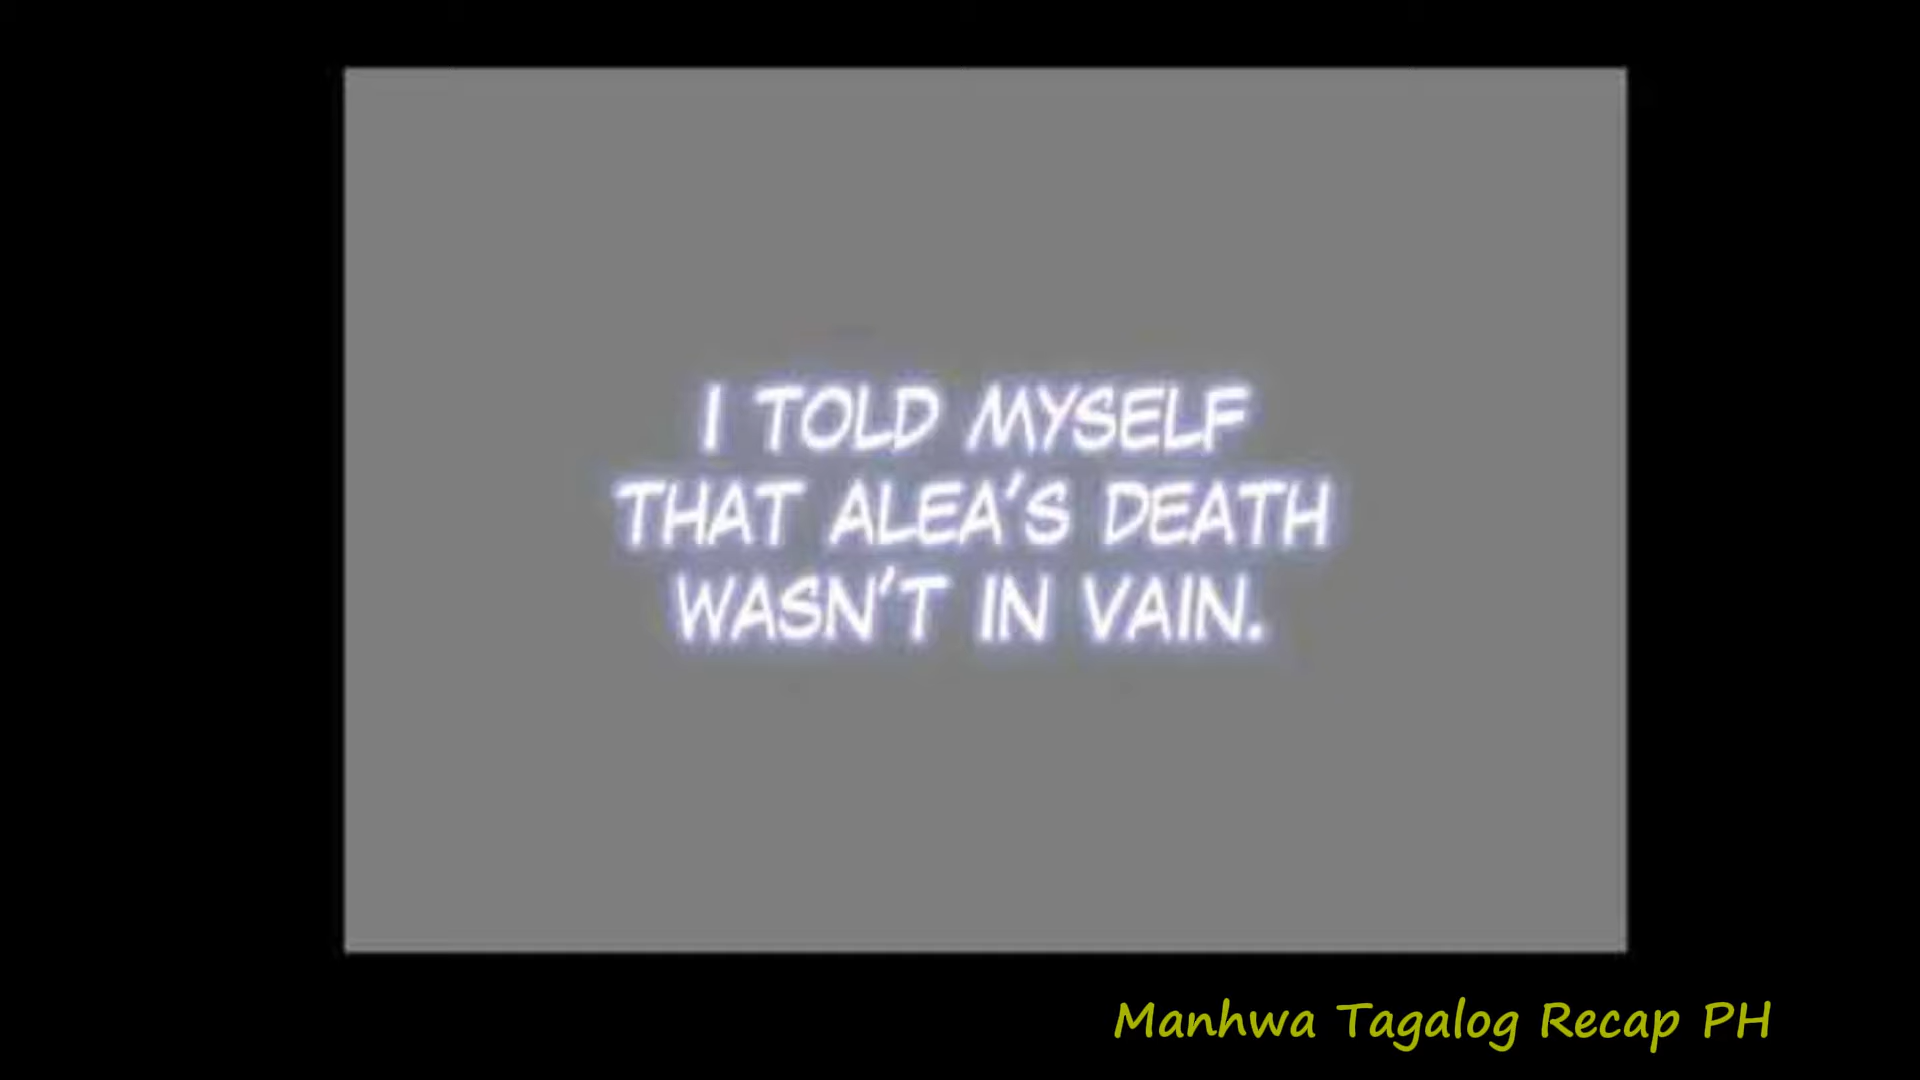 I TOLD MYSELF
THAT ALEA'S DEATH
WASN'T IN VAIN.
Manhwa Tagalog Recap PH